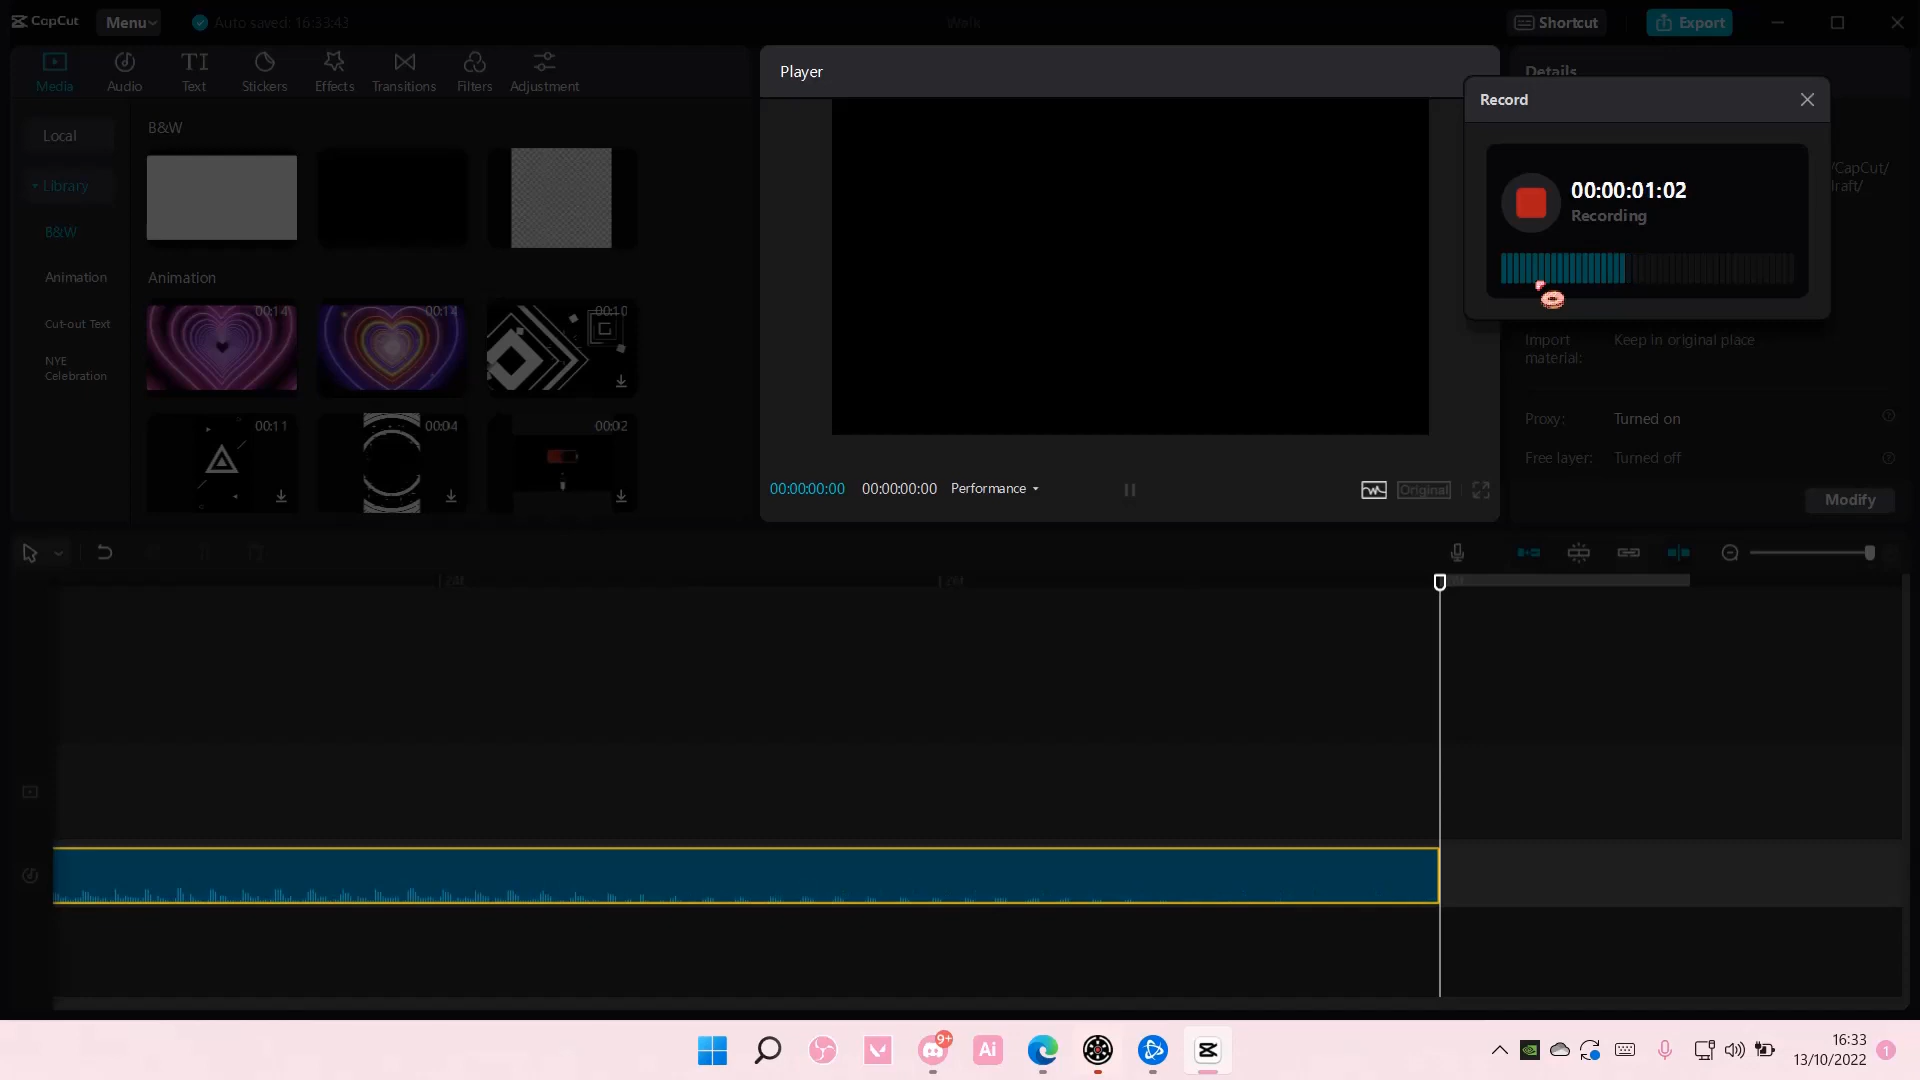 CapCut
Menu
Auto saved: 16:33:43
Walk
Shortcut
Export
Media
Audio
TI
Text
Stickers
Effects
Transitions
Filters
Adjustment
Player
Details
Record
Local
Library
B&W
Animation
Cut-out Text
NYE
Celebration
B&W
Animation
00:14
00:14
00:10
00:11
00:04
00:02
00:00:01:02
Recording
/CapCut/
Import
material:
Keep in original place
Proxy:
Turned on
Free layer:
Turned off
Modify
00:00:00:00
00:00:00:00
Performance
Original
9+
Ai
16:33
13/10/2022
1